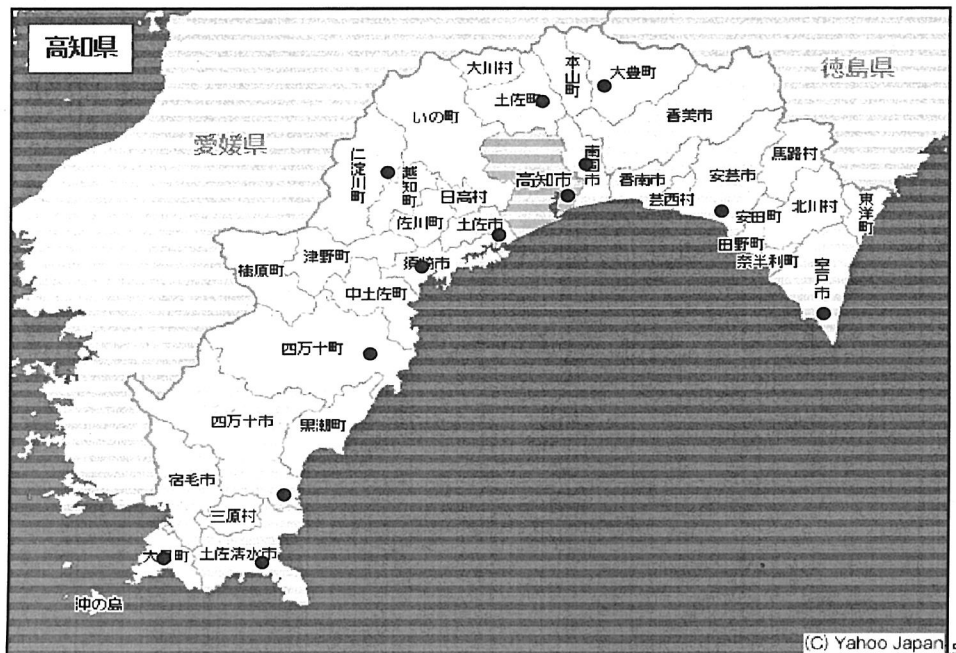 高知県
徳島県
愛媛県
大川村
本山町
大豊町
土佐町
いの町
香美市
仁淀川町
越知町
南国市
高知市
香南市
安芸市
馬路村
日高村
芸西村
北川村
東洋町
佐川町
土佐市
安田町
田野町
奈半利町
津野町
須崎市
梼原町
室戸市
中土佐町
四万十町
四万十市
黒潮町
宿毛市
三原村
大月町
土佐清水市
沖の島
(C) Yahoo Japan